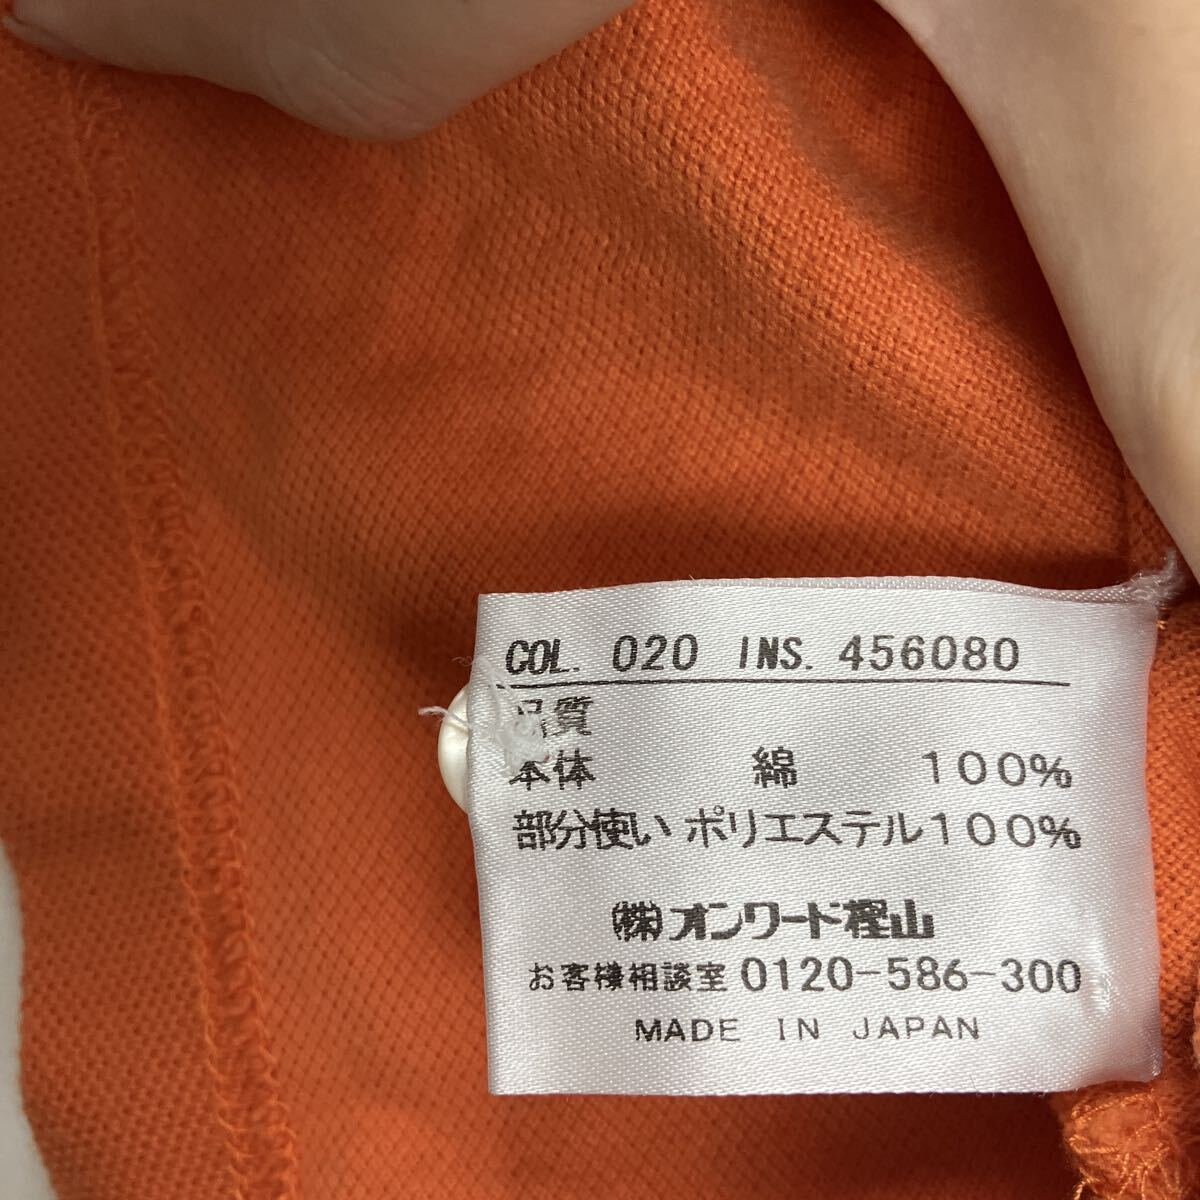 COL. 020 INS. 456080
品質
本体 綿 100%
部分使い ポリエステル100%
(株)オンワード樫山
お客様相談室 0120-586-300
MADE IN JAPAN